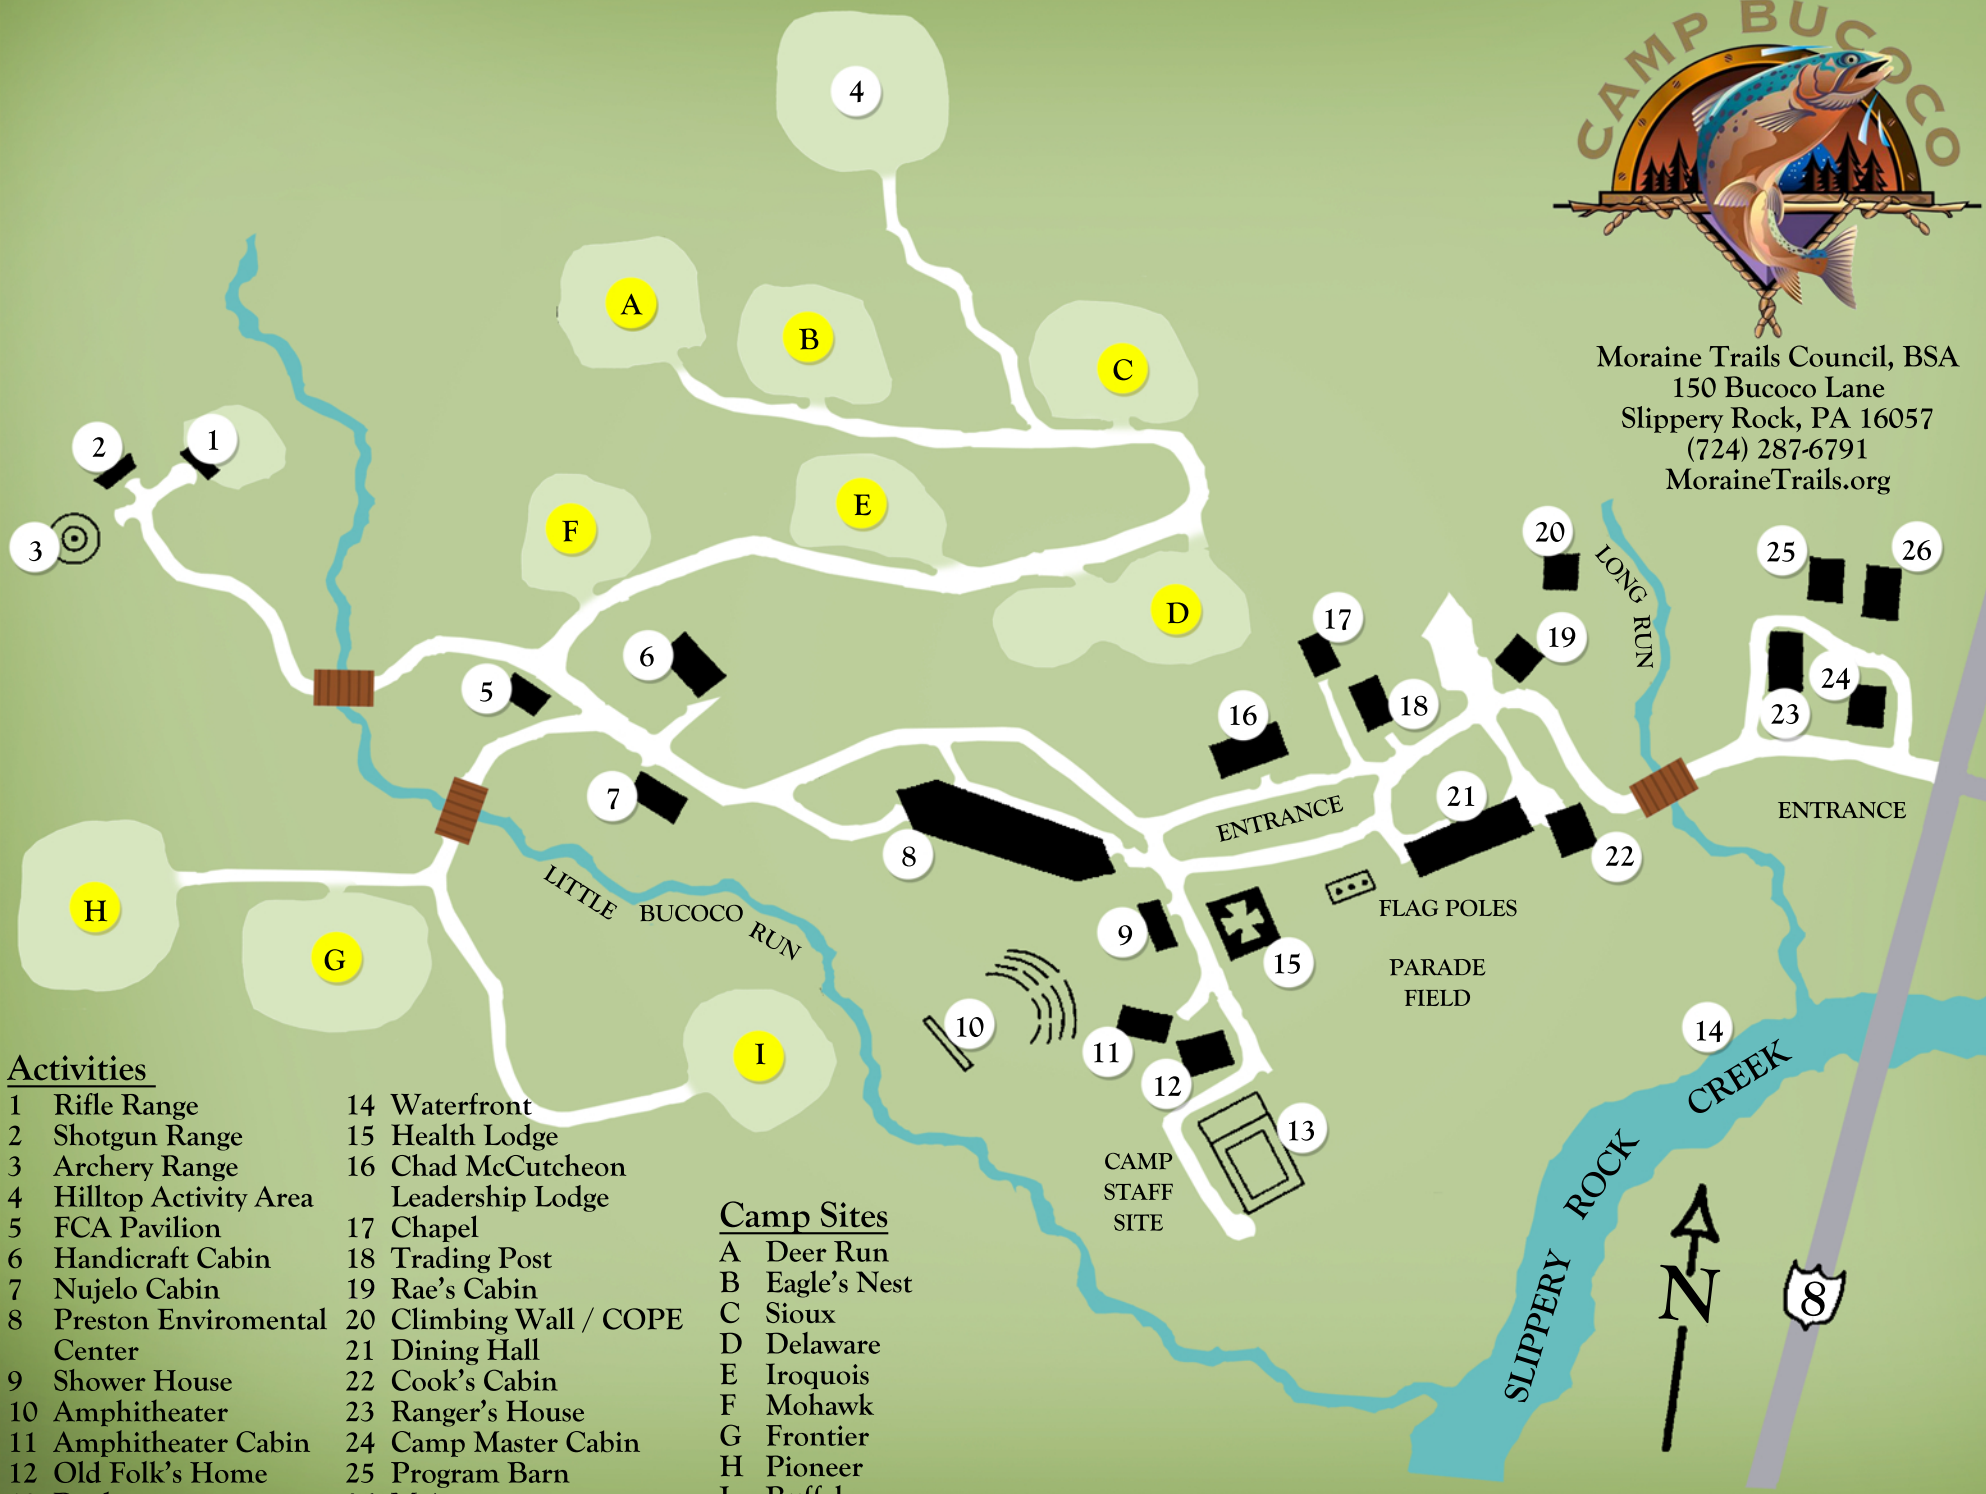 CAMP BUCOCO
Moraine Trails Council, BSA
150 Bucoco Lane
Slippery Rock, PA 16057
(724) 287-6791
MoraineTrails.org
4
A
B
C
2
1
3
F
E
D
20
25
26
LONG RUN
17
19
6
5
18
24
16
23
7
21
ENTRANCE
ENTRANCE
8
22
H
LITTLE BUCOCO RUN
FLAG POLES
9
G
15
PARADE
FIELD
10
I
11
14
12
13
SLIPPERY ROCK CREEK
CAMP
STAFF
SITE
N
8
Activities
1 Rifle Range
2 Shotgun Range
3 Archery Range
4 Hilltop Activity Area
5 FCA Pavilion
6 Handicraft Cabin
7 Nujelo Cabin
8 Preston Enviromental
Center
9 Shower House
10 Amphitheater
11 Amphitheater Cabin
12 Old Folk's Home
14 Waterfront
15 Health Lodge
16 Chad McCutcheon
Leadership Lodge
17 Chapel
18 Trading Post
19 Rae's Cabin
20 Climbing Wall / COPE
21 Dining Hall
22 Cook's Cabin
23 Ranger's House
24 Camp Master Cabin
25 Program Barn
Camp Sites
A Deer Run
B Eagle's Nest
C Sioux
D Delaware
E Iroquois
F Mohawk
G Frontier
H Pioneer